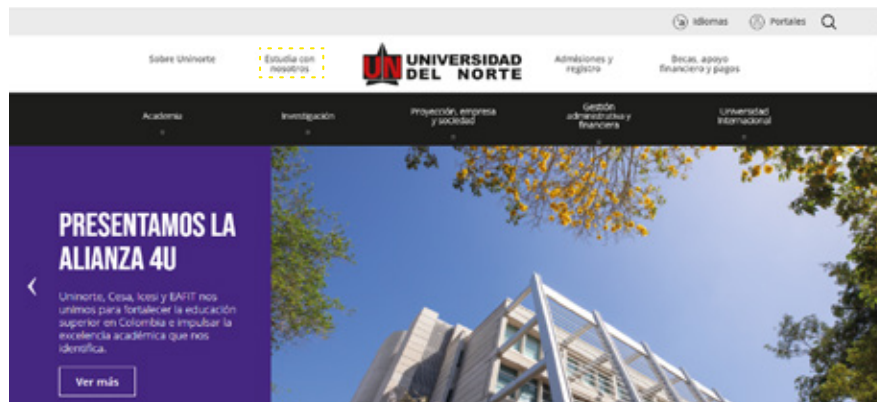 Idiomas
Portales
Sobre Uninorte
Estudia con
nosotros
UN
UNIVERSIDAD
DEL NORTE
Admisiones y
registro
Becas, apoyo
financiero y pagos
Academia
Investigación
Proyección, empresa
y sociedad
Gestión
administrativa y
financiera
Universidad
Internacional
PRESENTAMOS LA
ALIANZA 4U
Uninorte, Cesa, Icesi y EAFIT nos
unimos para fortalecer la educación
superior en Colombia e impulsar la
excelencia académica que nos
identifica.
Ver más